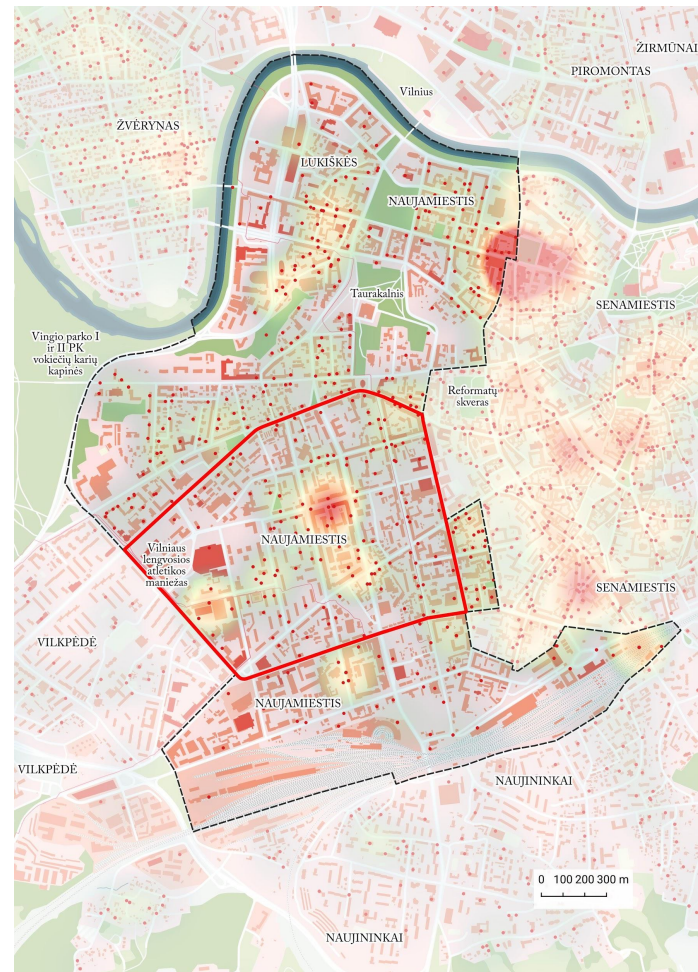 ŽIRMŪNAI
PIROMONTAS
Vilnius
ŽVĖRYNAS
LUKIŠKĖS
NAUJAMIESTIS
Taurakalnis
SENAMIESTIS
Vingio parko I
ir II PK
vokiečių karių
kapinės
Reformatų
skveras
NAUJAMIESTIS
Vilniaus
lengvosios
atletikos
maniežas
SENAMIESTIS
VILKPĖDĖ
NAUJAMIESTIS
VILKPĖDĖ
NAUJININKAI
0 100 200 300 m
NAUJININKAI